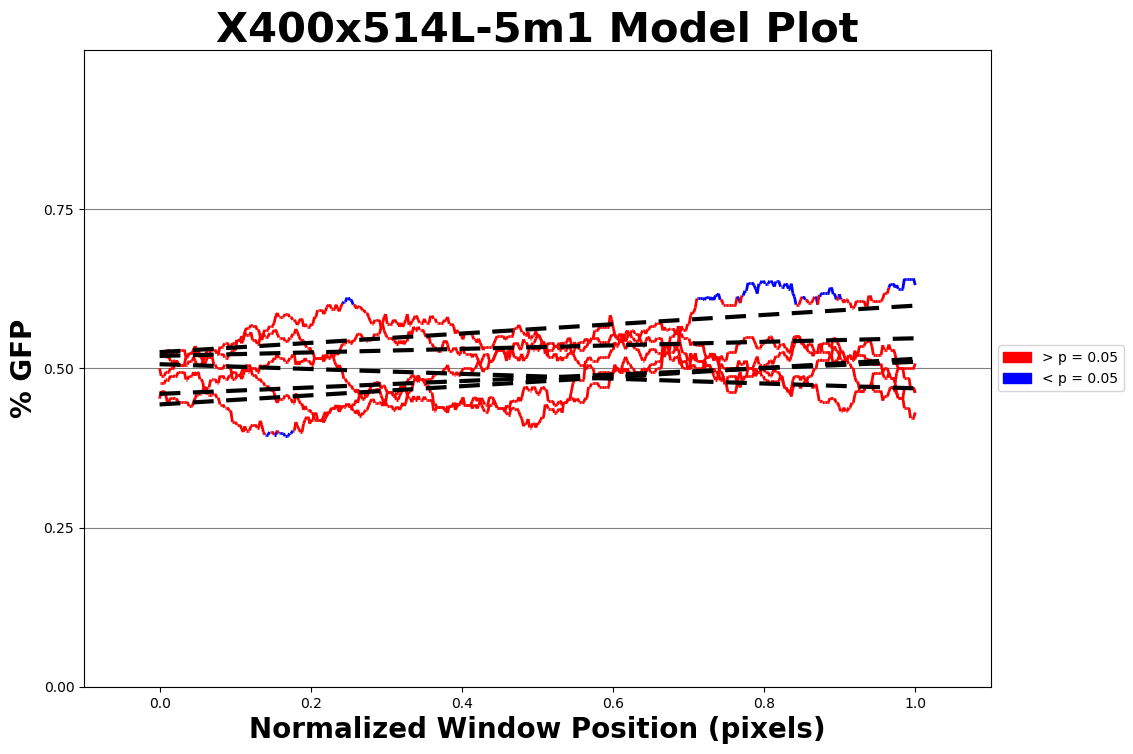 X400x514L-5m1 Model Plot
% GFP
0.75
0.50
0.25
0.00
0.0 0.2 0.4 0.6 0.8 1.0
Normalized Window Position (pixels)
> p = 0.05
< p = 0.05